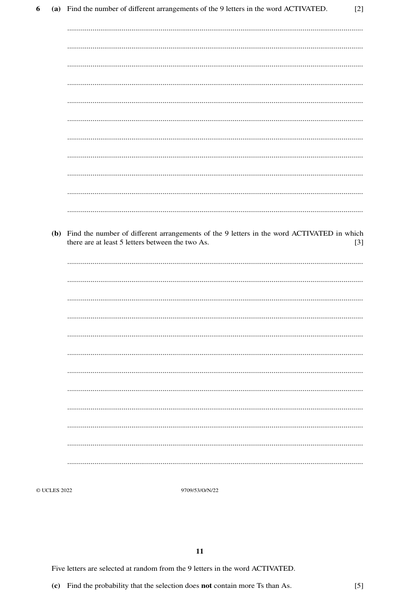 6 (a) Find the number of different arrangements of the 9 letters in the word ACTIVATED. [2]
(b) Find the number of different arrangements of the 9 letters in the word ACTIVATED in which
there are at least 5 letters between the two As. [3]
© UCLES 2022 9709/53/O/N/22
11
Five letters are selected at random from the 9 letters in the word ACTIVATED.
(c) Find the probability that the selection does not contain more Ts than As. [5]